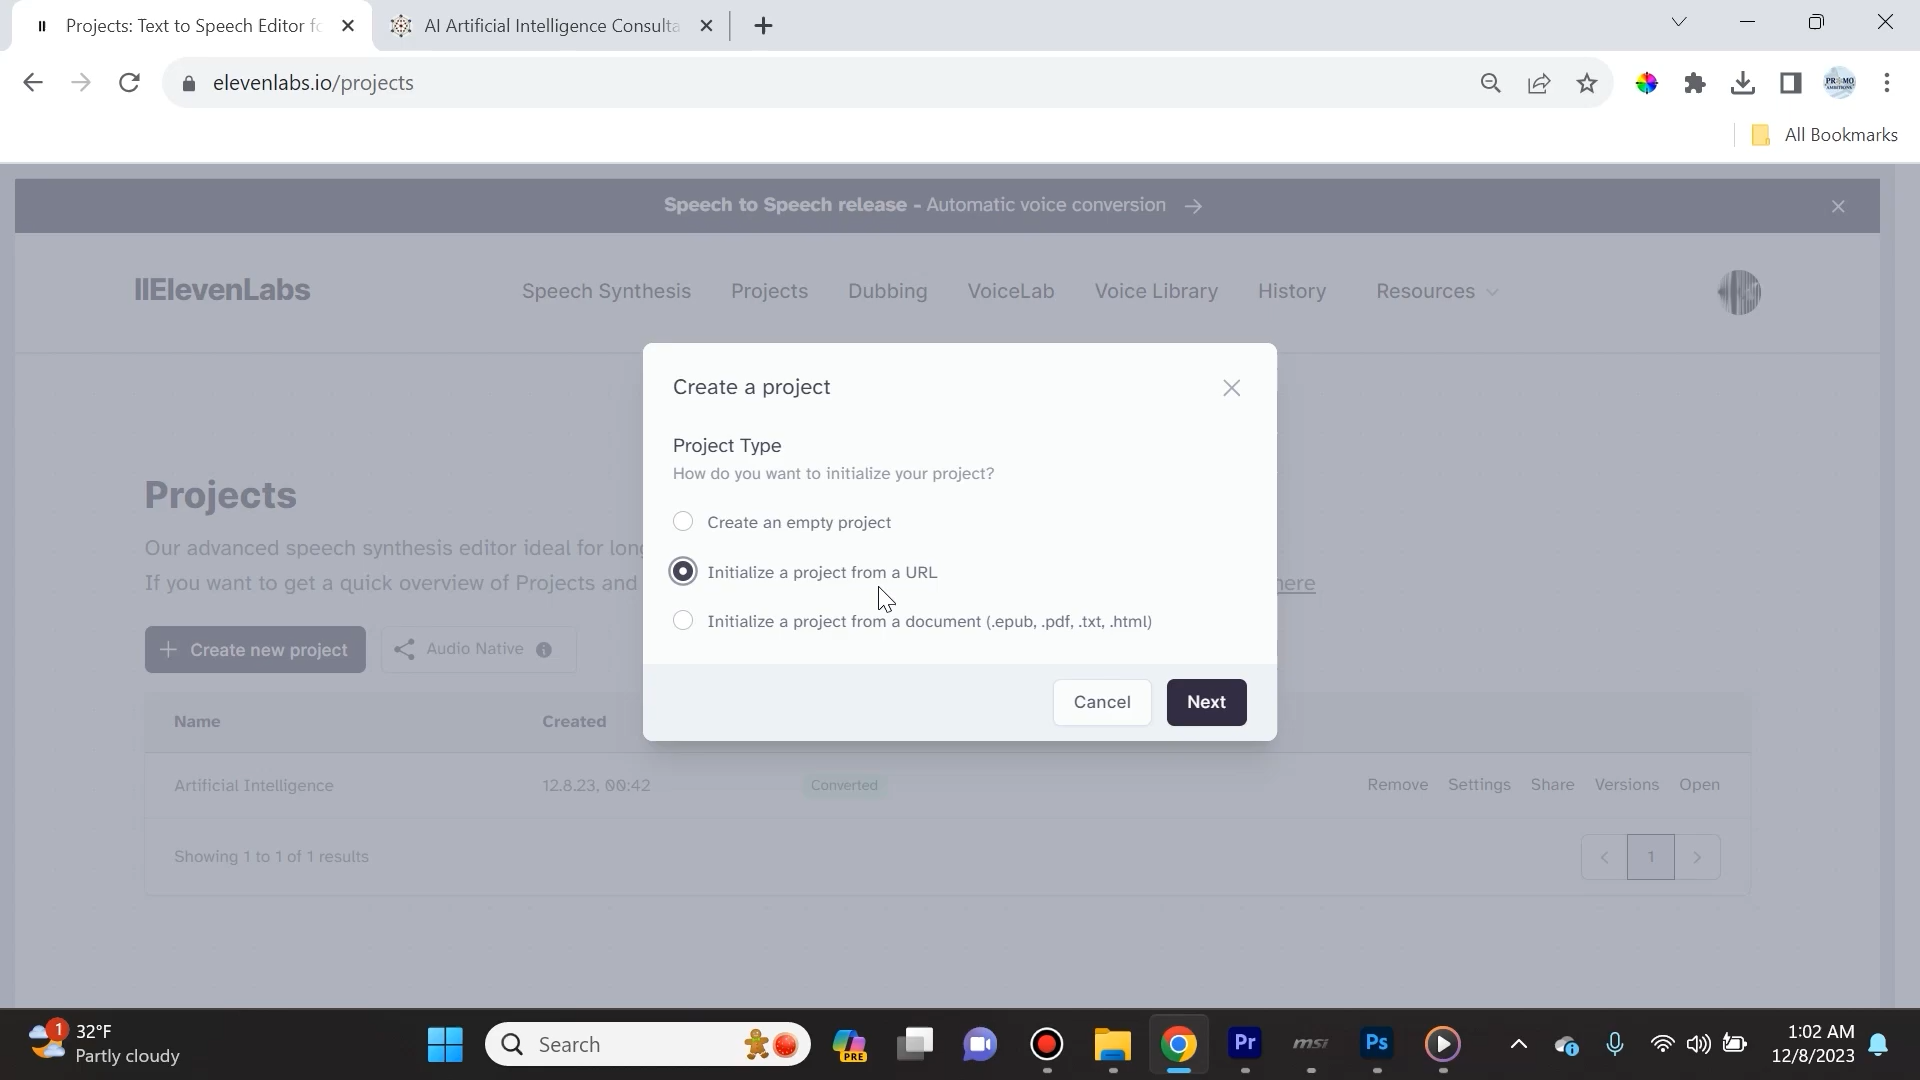 Projects: Text to Speech Editor fo
AI Artificial Intelligence Consulta
elevenlabs.io/projects
All Bookmarks
Speech to Speech release - Automatic voice conversion →
IIElevenLabs
Speech Synthesis
Projects
Dubbing
VoiceLab
Voice Library
History
Resources
Create a project
Project Type
How do you want to initialize your project?
Create an empty project
Initialize a project from a URL
Initialize a project from a document (.epub, .pdf, .txt, .html)
Cancel
Next
Projects
Our advanced speech synthesis editor ideal for long
If you want to get a quick overview of Projects and
here
Create new project
Audio Native
Name
Created
Artificial Intelligence
12.8.23, 00:42
Converted
Remove
Settings
Share
Versions
Open
Showing 1 to 1 of 1 results
1
1
32°F
Partly cloudy
Search
PRE
Pr
msi
Ps
1:02 AM
12/8/2023